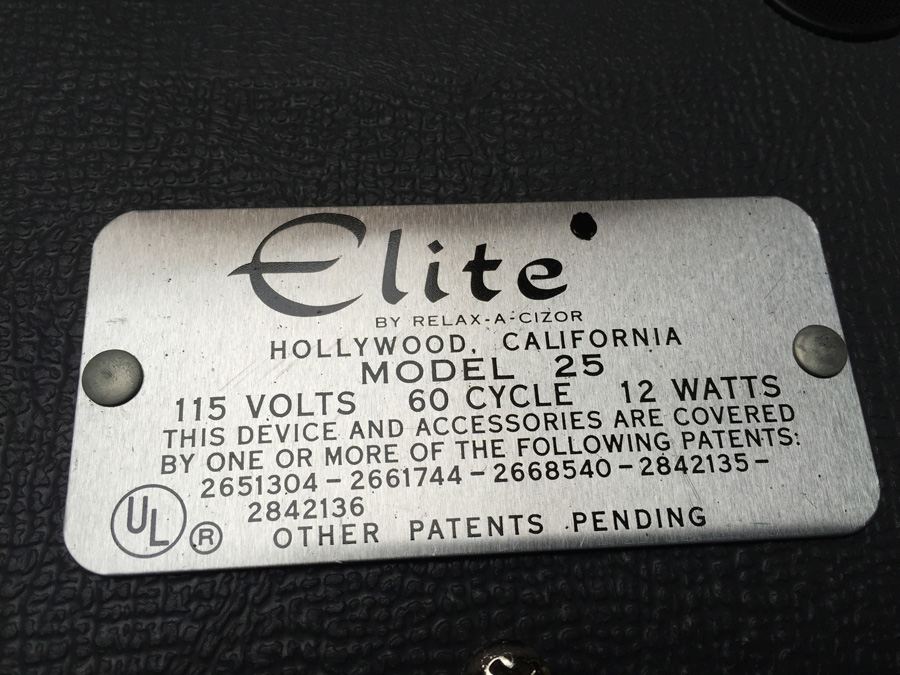 Elite
BY RELAX-A-CIZOR
HOLLYWOOD, CALIFORNIA
MODEL 25
115 VOLTS 60 CYCLE 12 WATTS
THIS DEVICE AND ACCESSORIES ARE COVERED
BY ONE OR MORE OF THE FOLLOWING PATENTS:
2651304-2661744-2668540-2842135-
2842136
OTHER PATENTS PENDING
UL ®